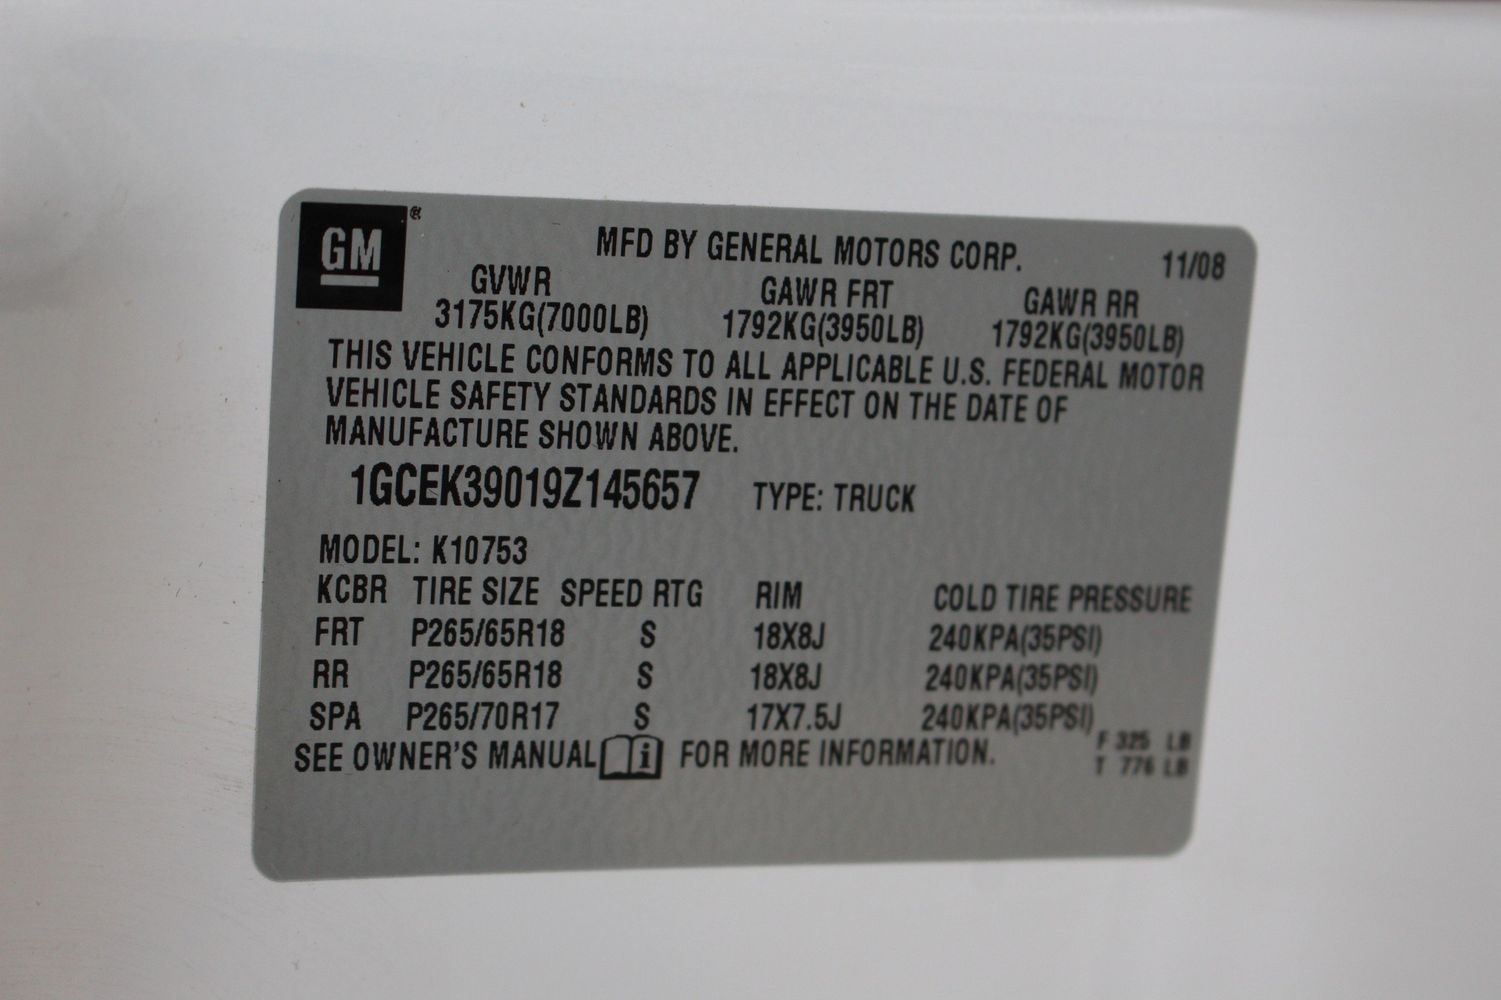 GM®
MFD BY GENERAL MOTORS CORP. 11/08
GVWR GAWR FRT GAWR RR
3175KG(7000LB) 1792KG(3950LB) 1792KG(3950LB)
THIS VEHICLE CONFORMS TO ALL APPLICABLE U.S. FEDERAL MOTOR
VEHICLE SAFETY STANDARDS IN EFFECT ON THE DATE OF
MANUFACTURE SHOWN ABOVE.
1GCEK39019Z145657 TYPE: TRUCK
MODEL: K10753
KCBR TIRE SIZE SPEED RTG RIM COLD TIRE PRESSURE
FRT P265/65R18 S 18X8J 240KPA(35PSI)
RR P265/65R18 S 18X8J 240KPA(35PSI)
SPA P265/70R17 S 17X7.5J 240KPA(35PSI)
SEE OWNER'S MANUAL i FOR MORE INFORMATION.
F 325 LB
T 776 LB